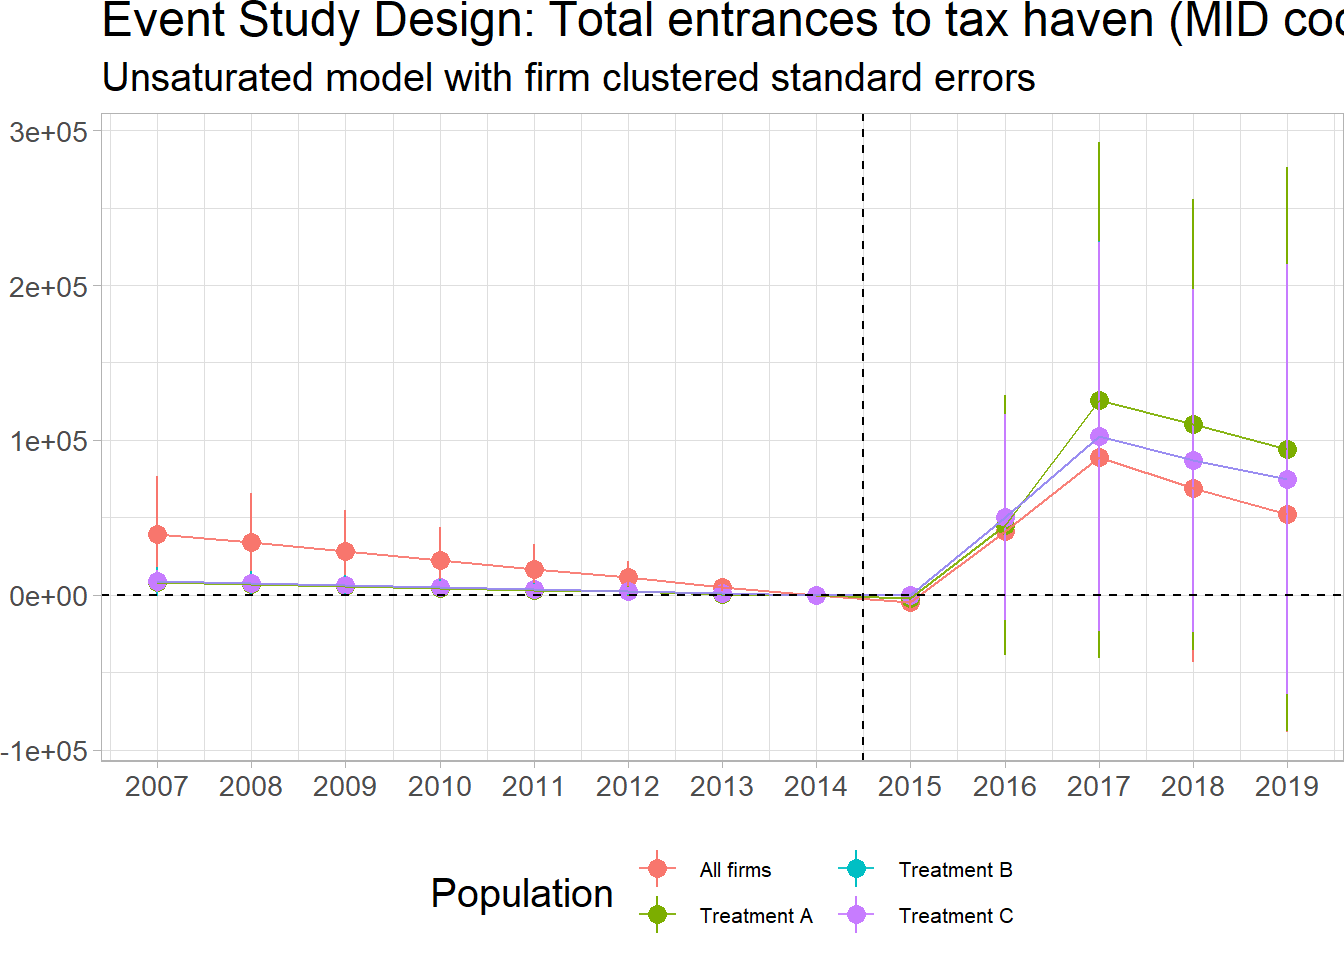 Event Study Design: Total entrances to tax haven (MID
Unsaturated model with firm clustered standard errors
3e+05
2e+05
1e+05
0e+00
-1e+05
2007 2008 2009 2010 2011 2012 2013 2014 2015 2016 2017 2018 2019
Population
All firms
Treatment B
Treatment A
Treatment C